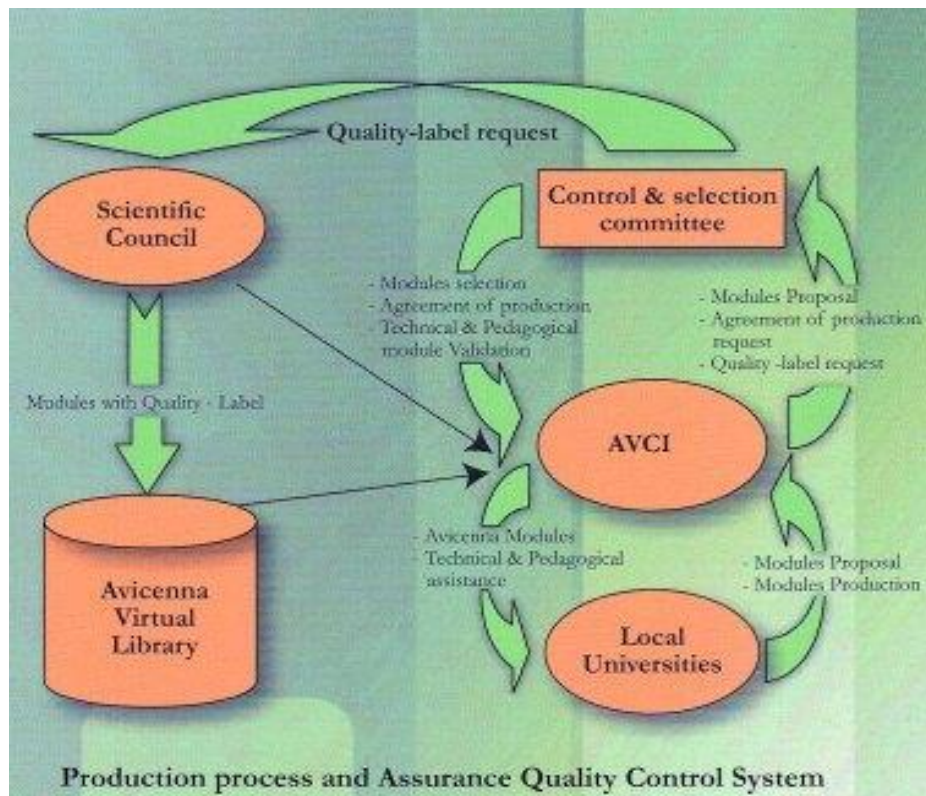 Quality-label request
Scientific
Council
Control & selection
committee
- Modules selection
- Agreement of production
- Technical & Pedagogical
module Validation
- Modules Proposal
- Agreement of production
request
- Quality -label request
Modules with Quality - Label
AVCI
Avicenna
Virtual
Library
- Avicenna Modules
- Technical & Pedagogical
assistance
- Modules Proposal
- Modules Production
Local
Universities
Production process and Assurance Quality Control System